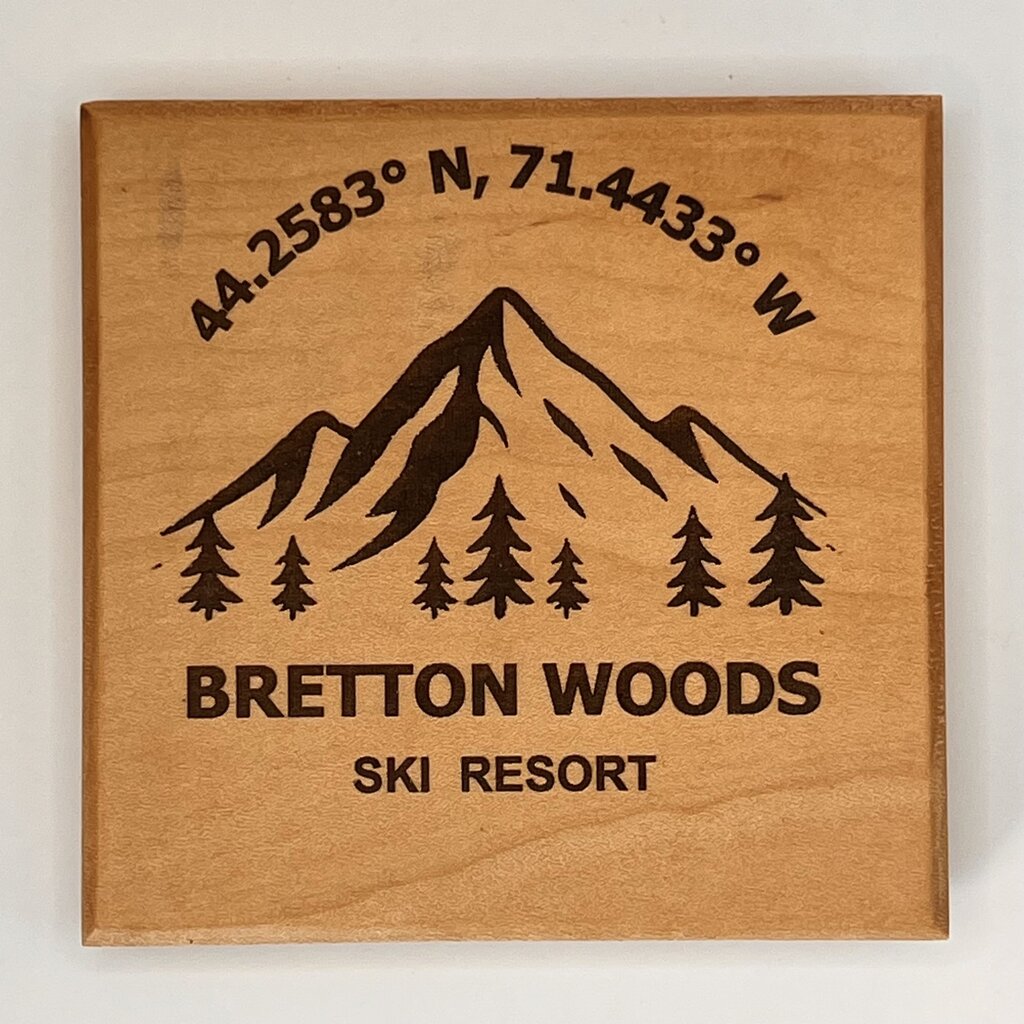 44.2583° N, 71.4433° W
BRETTON WOODS
SKI RESORT